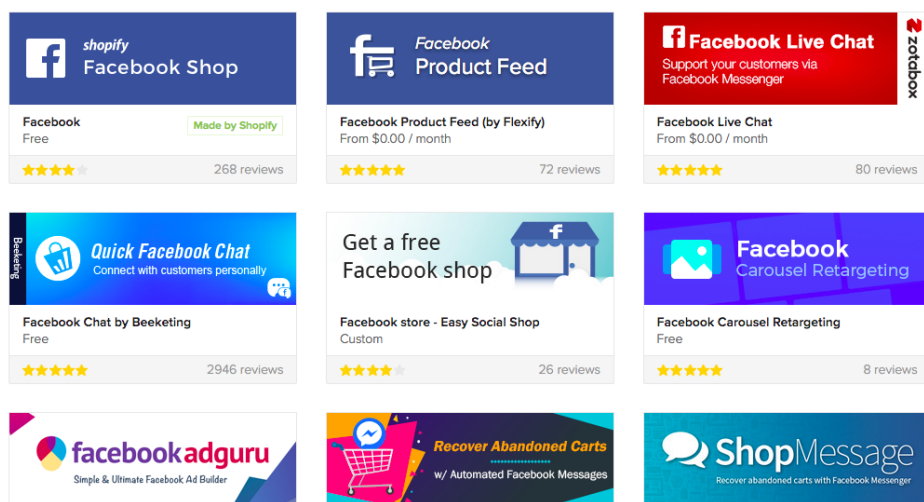 shopify
Facebook Shop
Facebook
Made by Shopify
Free
268 reviews
Facebook
Product Feed
Facebook Product Feed (by Flexify)
From $0.00 / month
72 reviews
Facebook Live Chat
Support your customers via
Facebook Messenger
zotabox
Facebook Live Chat
From $0.00 / month
80 reviews
Beeketing
Quick Facebook Chat
Connect with customers personally
Facebook Chat by Beeketing
Free
2946 reviews
Get a free
Facebook shop
Facebook store - Easy Social Shop
Custom
26 reviews
Facebook
Carousel Retargeting
Facebook Carousel Retargeting
Free
8 reviews
facebookadguru
Simple & Ultimate Facebook Ad Builder
Recover Abandoned Carts
w/ Automated Facebook Messages
ShopMessage
Recover abandoned carts with Facebook Messenger